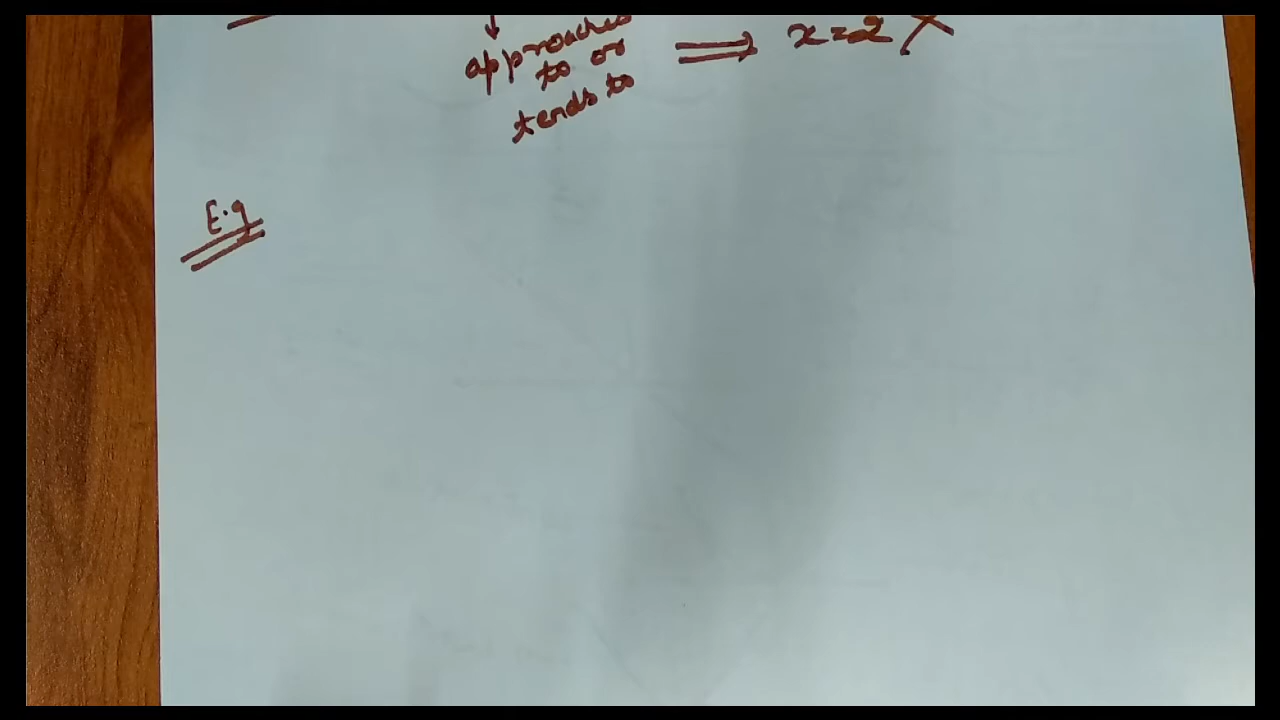 approaches
to or
tends to
⟹ x=2 ✗
E.g